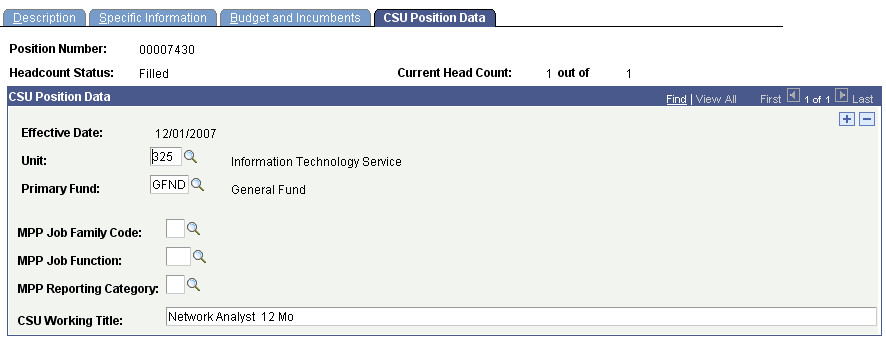 Description Specific Information Budget and Incumbents CSU Position Data
Position Number: 00007430
Headcount Status: Filled Current Head Count: 1 out of 1
CSU Position Data Find | View All First 1 of 1 Last
Effective Date: 12/01/2007
Unit: 325 Information Technology Service
Primary Fund: GFND General Fund
MPP Job Family Code:
MPP Job Function:
MPP Reporting Category:
CSU Working Title: Network Analyst 12 Mo